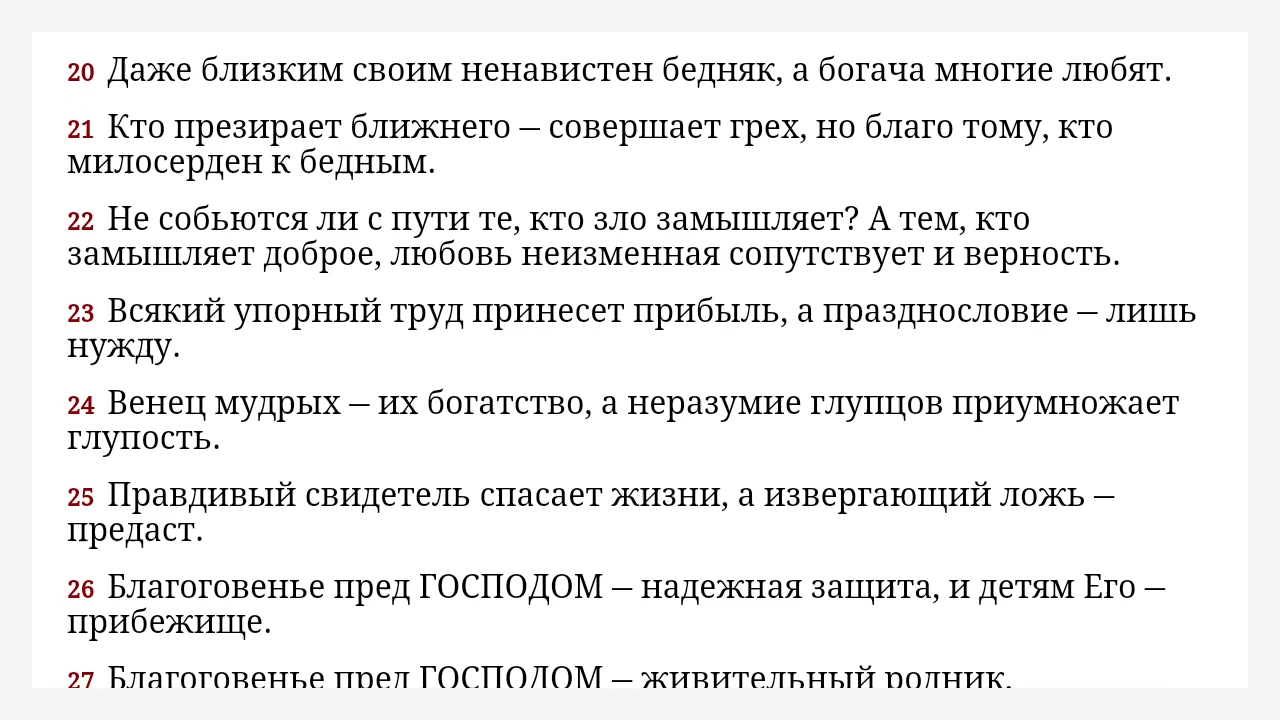 20 Даже близким своим ненавистен бедняк, а богача многие любят.
21 Кто презирает ближнего – совершает грех, но благо тому, кто
милосерден к бедным.
22 Не собьются ли с пути те, кто зло замышляет? А тем, кто
замышляет доброе, любовь неизменная сопутствует и верность.
23 Всякий упорный труд принесет прибыль, а празднословие – лишь
нужду.
24 Венец мудрых – их богатство, а неразумие глупцов приумножает
глупость.
25 Правдивый свидетель спасает жизни, а извергающий ложь –
предаст.
26 Благоговенье пред ГОСПОДОМ – надежная защита, и детям Его –
прибежище.
27 Благоговенье пред ГОСПОДОМ – живительный родник,